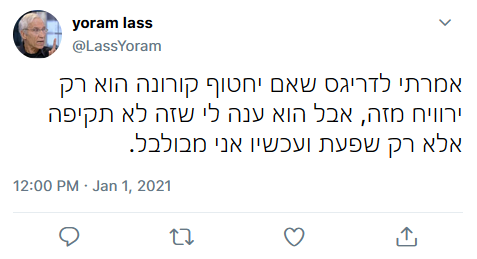 yoram lass
@LassYoram
אמרתי לדריגס שאם יחטוף קורונה הוא רק
ירוויח מזה, אבל הוא ענה לי שזה לא תקיפה
אלא רק שפעת ועכשיו אני מבולבל.
12:00 PM · Jan 1, 2021